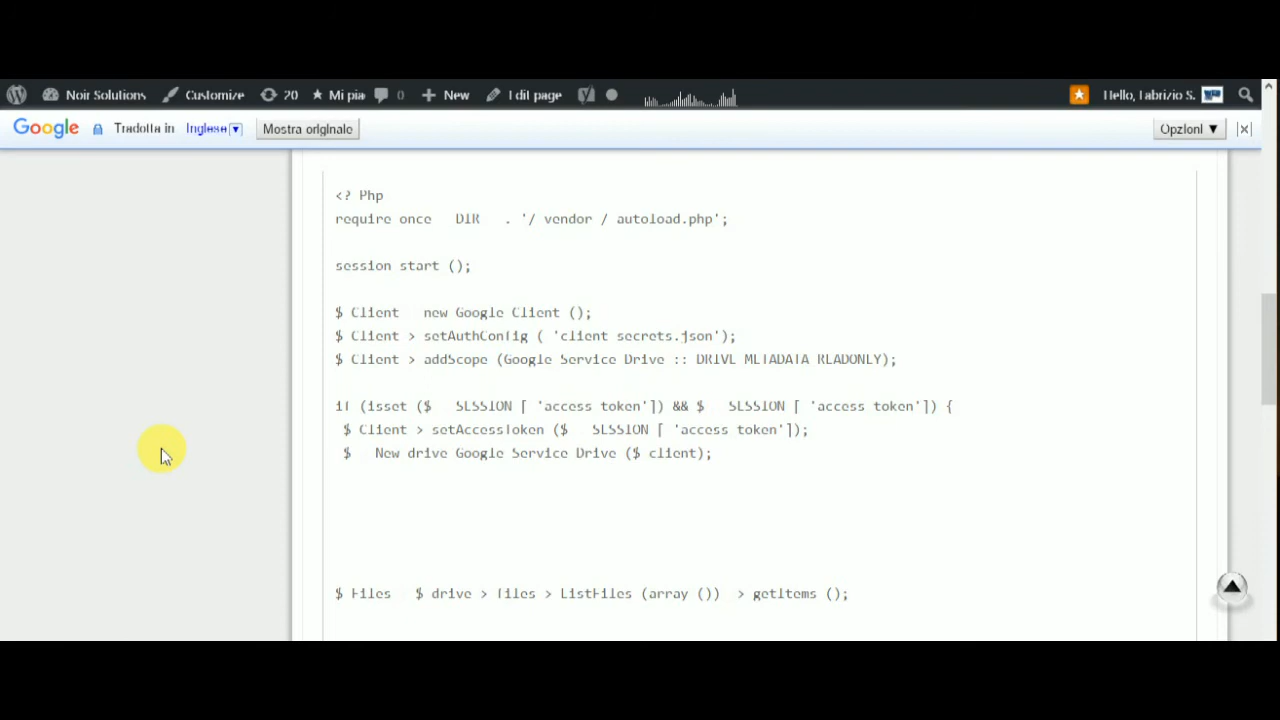 Noir Solutions Customize 20 Mi pia 0 New Edit page Hello, Fabrizio S.
Google Tradotta in Inglese Mostra originale Opzioni
<? Php
require once DIR . '/ vendor / autoload.php';
session start ();
$ Client new Google Client ();
$ Client > setAuthConfig ( 'client secrets.json');
$ Client > addScope (Google Service Drive :: DRIVE METADATA READONLY);
if (isset ($ SESSION [ 'access token']) && $ SESSION [ 'access token']) {
$ Client > setAccessToken ($ SESSION [ 'access token']);
$ New drive Google Service Drive ($ client);
$ Files $ drive > files > ListFiles (array ()) > getItems ();